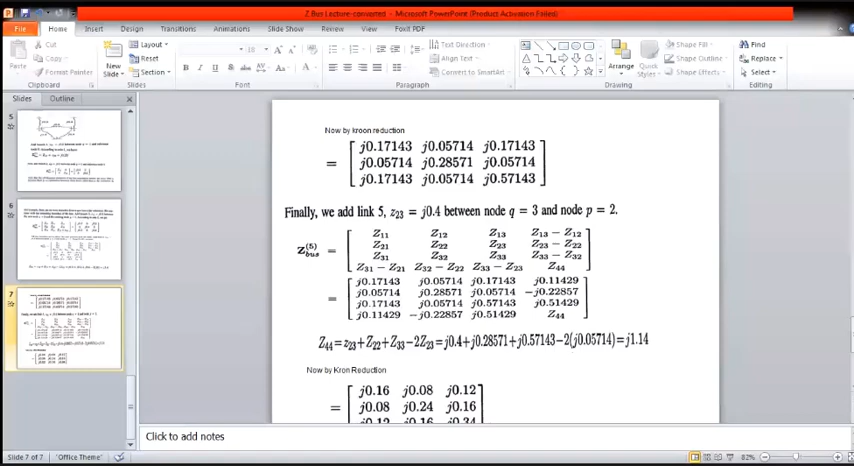 Z Bus Lecture-converted - Microsoft PowerPoint (Product Activation Failed)
File Home Insert Design Transitions Animations Slide Show Review View Foxit PDF
Cut
Copy
Format Painter
Paste
Clipboard
New Slide
Layout
Reset
Section
Slides
Font
Paragraph
Text Direction
Align Text
Convert to SmartArt
Arrange
Quick Styles
Drawing
Shape Fill
Shape Outline
Shape Effects
Find
Replace
Select
Editing
Slides Outline
5
6
7
Now by kroon reduction
= [ j0.17143 j0.05714 j0.17143
j0.05714 j0.28571 j0.05714
j0.17143 j0.05714 j0.57143 ]
Finally, we add link 5, z23 = j0.4 between node q = 3 and node p = 2.
Z(5)bus = [ Z11 Z12 Z13 Z13 − Z12
Z21 Z22 Z23 Z23 − Z22
Z31 Z32 Z33 Z33 − Z32
Z31 − Z21 Z32 − Z22 Z33 − Z23 Z44 ]
= [ j0.17143 j0.05714 j0.17143 j0.11429
j0.05714 j0.28571 j0.05714 −j0.22857
j0.17143 j0.05714 j0.57143 j0.51429
j0.11429 −j0.22857 j0.51429 Z44 ]
Z44=z23+Z22+Z33−2Z23=j0.4+j0.28571+j0.57143−2(j0.05714)=j1.14
Now by Kron Reduction
= [ j0.16 j0.08 j0.12
j0.08 j0.24 j0.16
j0.12 j0.16 j0.34
Click to add notes
Slide 7 of 7 "Office Theme" 82%